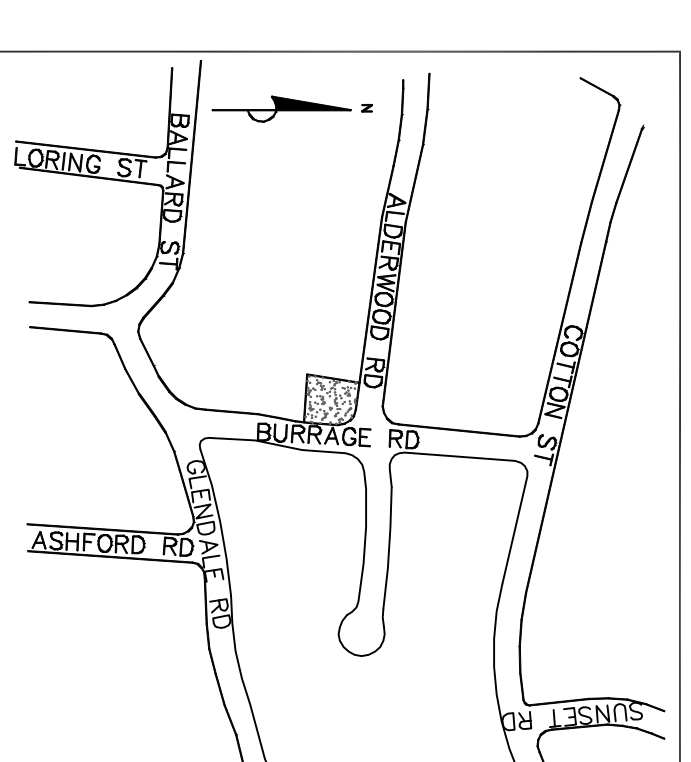 N
BALLARD ST
LORING ST
ALDERWOOD RD
COTTON ST
BURRAGE RD
GLENDALE RD
ASHFORD RD
SUNSET RD